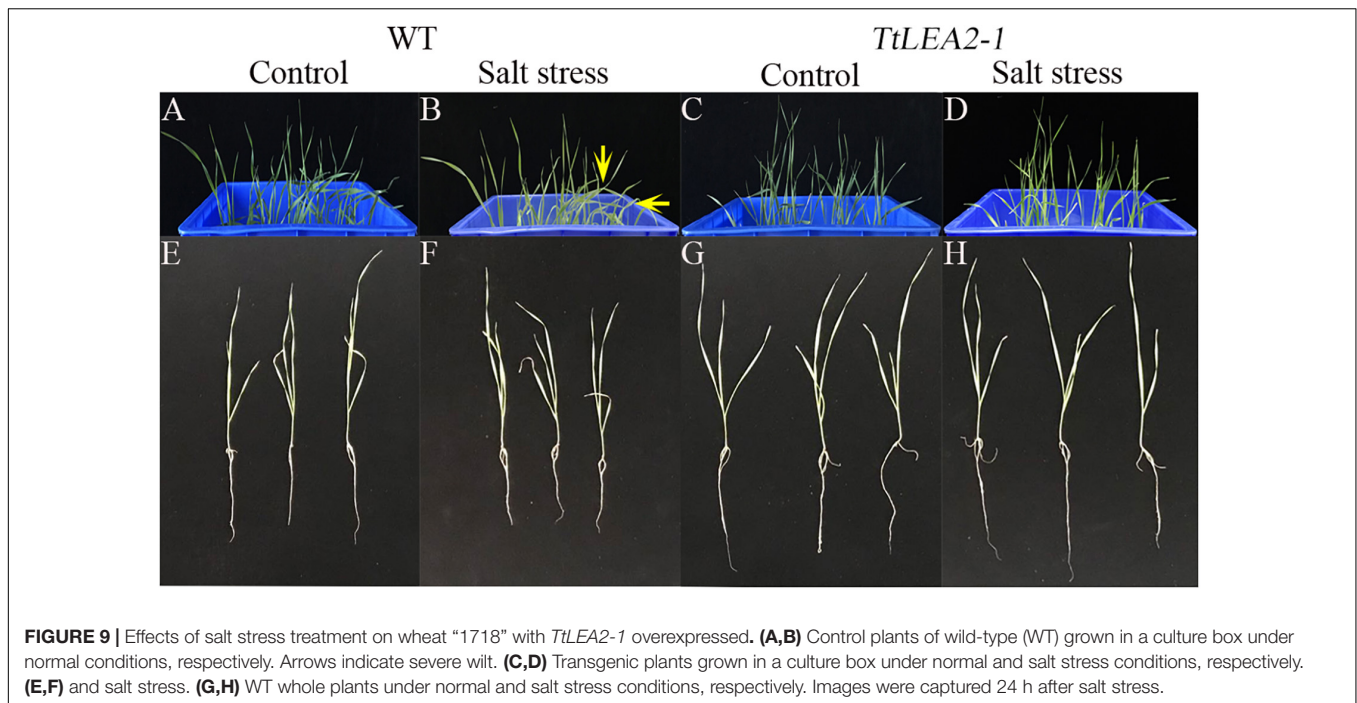 WT TtLEA2-1
Control Salt stress Control Salt stress
A B C D
E F G H
FIGURE 9 | Effects of salt stress treatment on wheat “1718” with TtLEA2-1 overexpressed. (A,B) Control plants of wild-type (WT) grown in a culture box under
normal conditions, respectively. Arrows indicate severe wilt. (C,D) Transgenic plants grown in a culture box under normal and salt stress conditions, respectively.
(E,F) and salt stress. (G,H) WT whole plants under normal and salt stress conditions, respectively. Images were captured 24 h after salt stress.